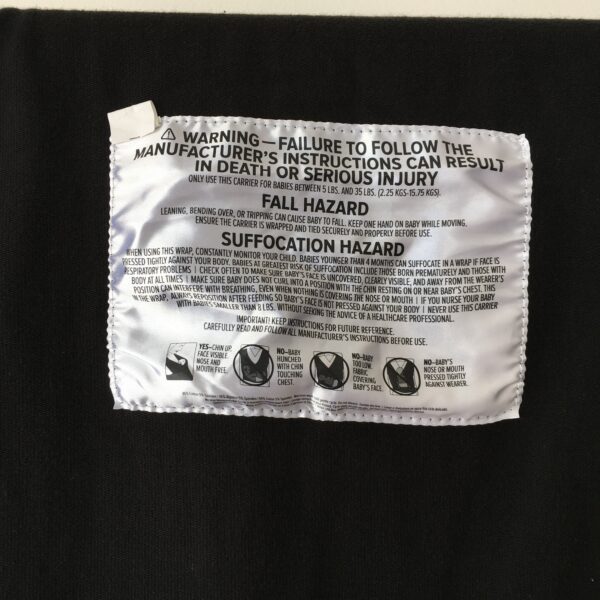 ⚠ WARNING—FAILURE TO FOLLOW THE
MANUFACTURER'S INSTRUCTIONS CAN RESULT
IN DEATH OR SERIOUS INJURY
ONLY USE THIS CARRIER FOR BABIES BETWEEN 5 LBS. AND 35 LBS. (2.25 KGS-15.75 KGS).
FALL HAZARD
LEANING, BENDING OVER, OR TRIPPING CAN CAUSE BABY TO FALL. KEEP ONE HAND ON BABY WHILE MOVING.
ENSURE THE CARRIER IS WRAPPED AND TIED SECURELY AND PROPERLY BEFORE USE.
SUFFOCATION HAZARD
WHEN USING THIS WRAP, CONSTANTLY MONITOR YOUR CHILD. BABIES YOUNGER THAN 4 MONTHS CAN SUFFOCATE IN A WRAP IF FACE IS
PRESSED TIGHTLY AGAINST YOUR BODY. BABIES AT GREATEST RISK OF SUFFOCATION INCLUDE THOSE BORN PREMATURELY AND THOSE WITH
RESPIRATORY PROBLEMS | CHECK OFTEN TO MAKE SURE BABY'S FACE IS UNCOVERED, CLEARLY VISIBLE, AND AWAY FROM THE WEARER'S
BODY AT ALL TIMES | MAKE SURE BABY DOES NOT CURL INTO A POSITION WITH THE CHIN RESTING ON OR NEAR BABY'S CHEST. THIS
POSITION CAN INTERFERE WITH BREATHING, EVEN WHEN NOTHING IS COVERING THE NOSE OR MOUTH | IF YOU NURSE YOUR BABY
IN THE WRAP, ALWAYS REPOSITION AFTER FEEDING SO BABY'S FACE IS NOT PRESSED AGAINST YOUR BODY | NEVER USE THIS CARRIER
WITH BABIES SMALLER THAN 8 LBS. WITHOUT SEEKING THE ADVICE OF A HEALTHCARE PROFESSIONAL.
IMPORTANT! KEEP INSTRUCTIONS FOR FUTURE REFERENCE.
CAREFULLY READ AND FOLLOW ALL MANUFACTURER'S INSTRUCTIONS BEFORE USE.
YES–CHIN UP,
FACE VISIBLE,
NOSE AND
MOUTH FREE.
NO–BABY
HUNCHED
WITH CHIN
TOUCHING
CHEST.
NO–BABY
TOO LOW.
FABRIC
COVERING
BABY'S FACE.
NO–BABY'S
NOSE OR MOUTH
PRESSED TIGHTLY
AGAINST WEARER.